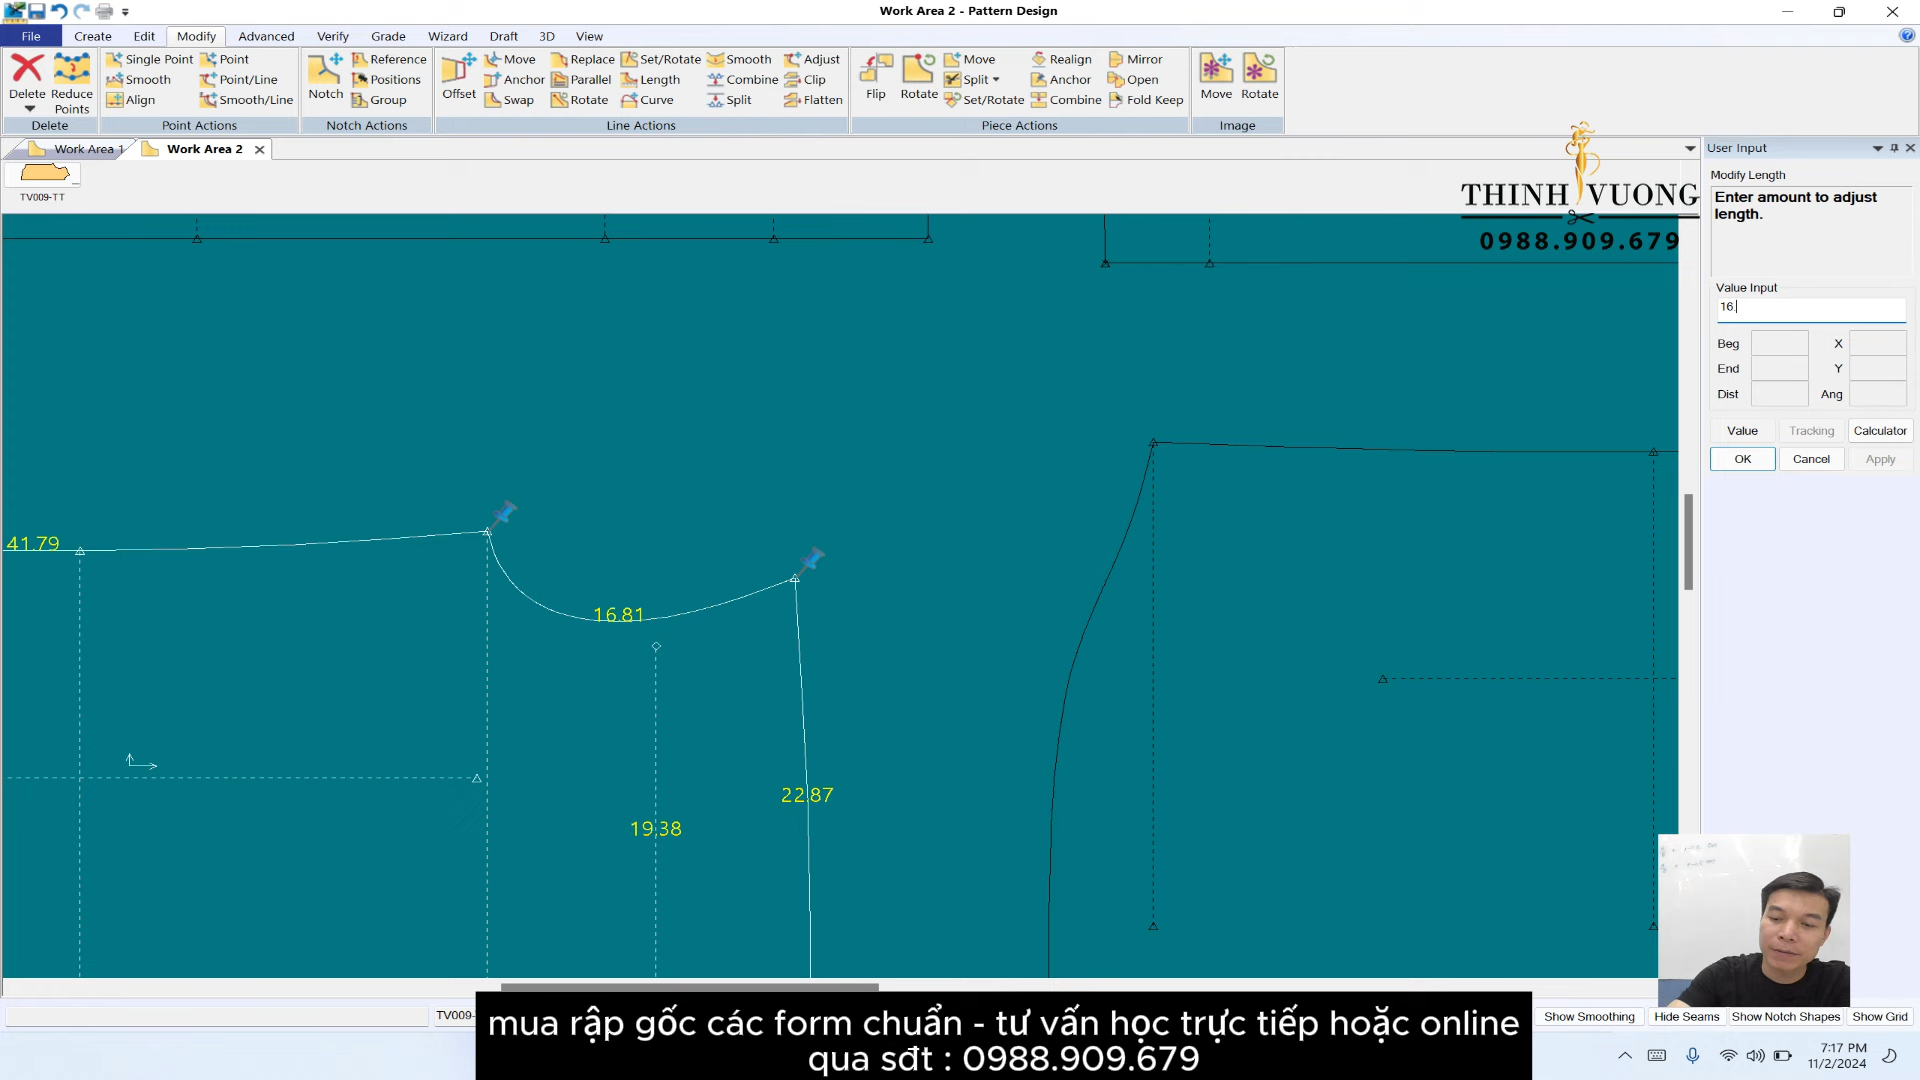 Work Area 2 - Pattern Design
File Create Edit Modify Advanced Verify Grade Wizard Draft 3D View
Single Point Point Reference Move Replace Set/Rotate Smooth Adjust Move Realign Mirror
Smooth Point/Line Positions Anchor Parallel Length Combine Clip Split Anchor Open
Delete Reduce Points Align Smooth/Line Notch Group Offset Swap Rotate Curve Split Flatten Flip Rotate Set/Rotate Combine Fold Keep Move Rotate
Delete Point Actions Notch Actions Line Actions Piece Actions Image
Work Area 1 Work Area 2
TV009-TT
THINH VUONG
0988.909.679
User Input
Modify Length
Enter amount to adjust
length.
Value Input
16.
Beg X
End Y
Dist Ang
Value Tracking Calculator
OK Cancel Apply
41.79
16.81
22.87
19.38
TV009-
Show Smoothing Hide Seams Show Notch Shapes Show Grid
mua rập gốc các form chuẩn - tư vấn học trực tiếp hoặc online
qua sđt : 0988.909.679
7:17 PM
11/2/2024